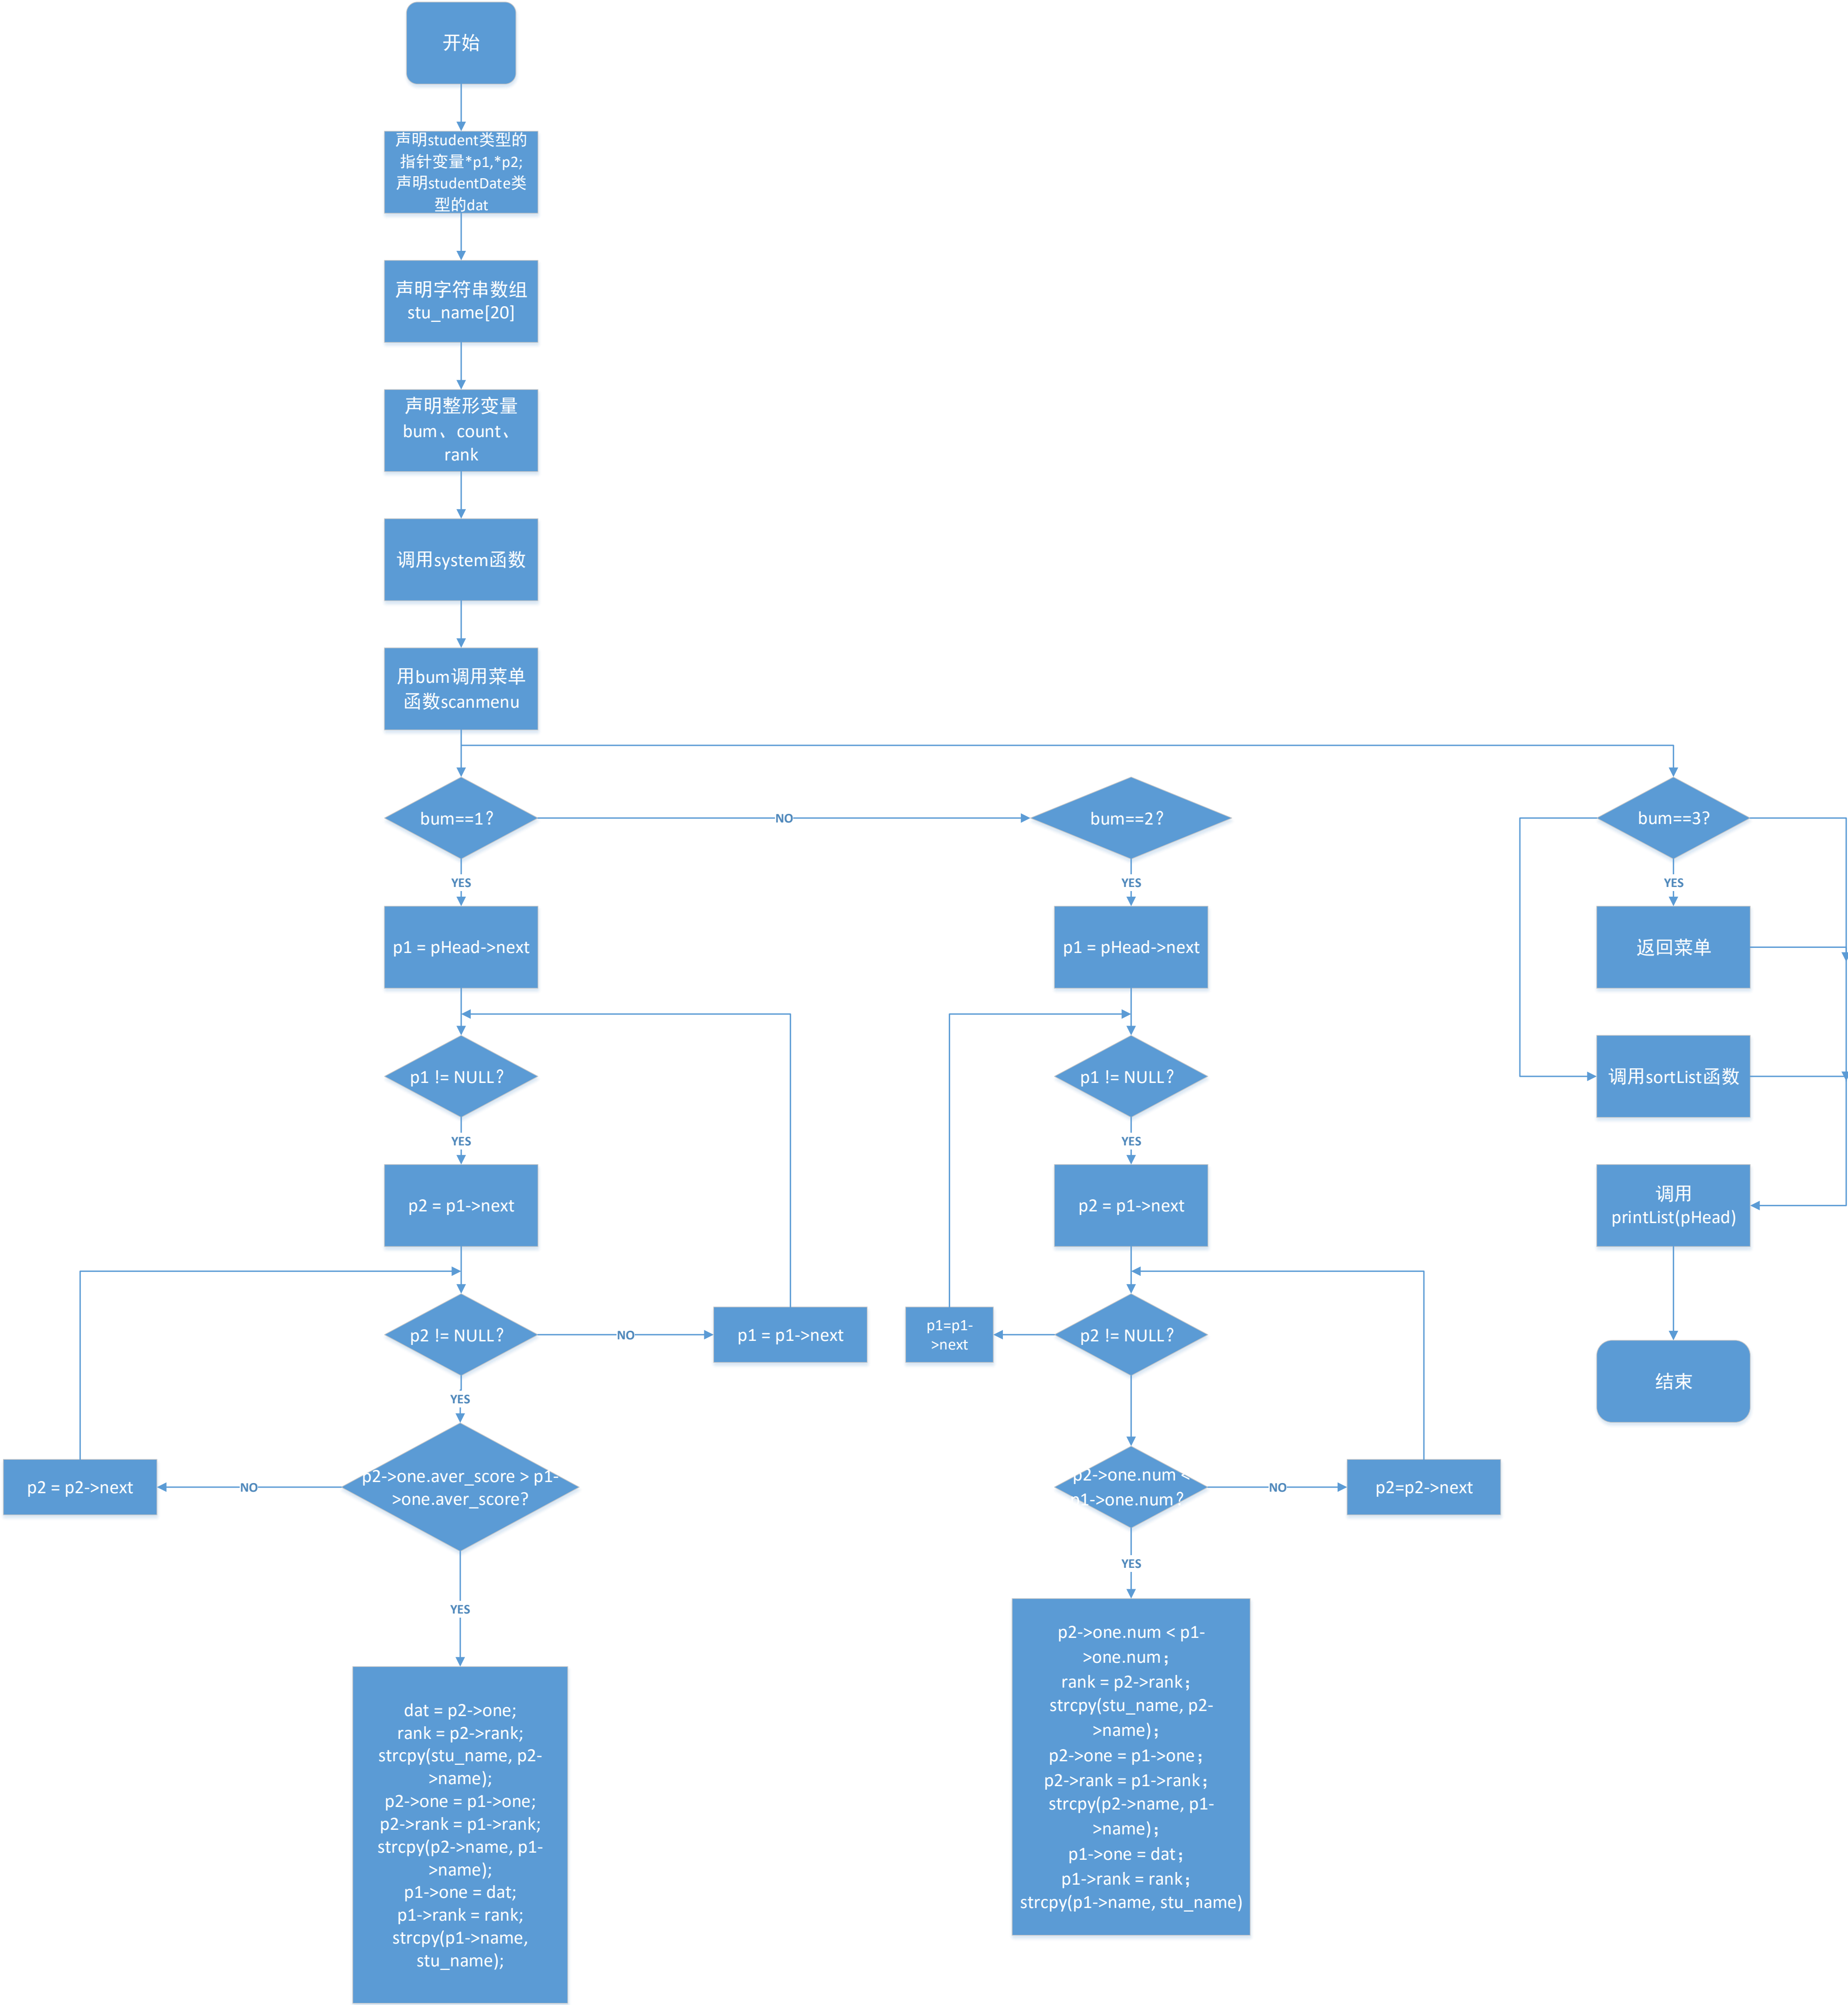 开始
声明student类型的
指针变量*p1,*p2;
声明studentDate类
型的dat
声明字符串数组
stu_name[20]
声明整形变量
bum、count、
rank
调用system函数
用bum调用菜单
函数scanmenu
bum==1?
NO
bum==2?
bum==3?
YES
YES
YES
p1 = pHead->next
p1 = pHead->next
返回菜单
p1 != NULL?
p1 != NULL?
调用sortList函数
YES
YES
p2 = p1->next
p2 = p1->next
调用
printList(pHead)
p2 != NULL?
NO
p1 = p1->next
p1=p1-
>next
p2 != NULL?
结束
YES
p2 = p2->next
NO
p2->one.aver_score > p1-
>one.aver_score?
p2->one.num <
p1->one.num?
NO
p2=p2->next
YES
YES
p2->one.num < p1-
>one.num；
rank = p2->rank；
strcpy(stu_name, p2-
>name)；
p2->one = p1->one；
p2->rank = p1->rank；
strcpy(p2->name, p1-
>name)；
p1->one = dat；
p1->rank = rank；
strcpy(p1->name, stu_name)
dat = p2->one;
rank = p2->rank;
strcpy(stu_name, p2-
>name);
p2->one = p1->one;
p2->rank = p1->rank;
strcpy(p2->name, p1-
>name);
p1->one = dat;
p1->rank = rank;
strcpy(p1->name,
stu_name);